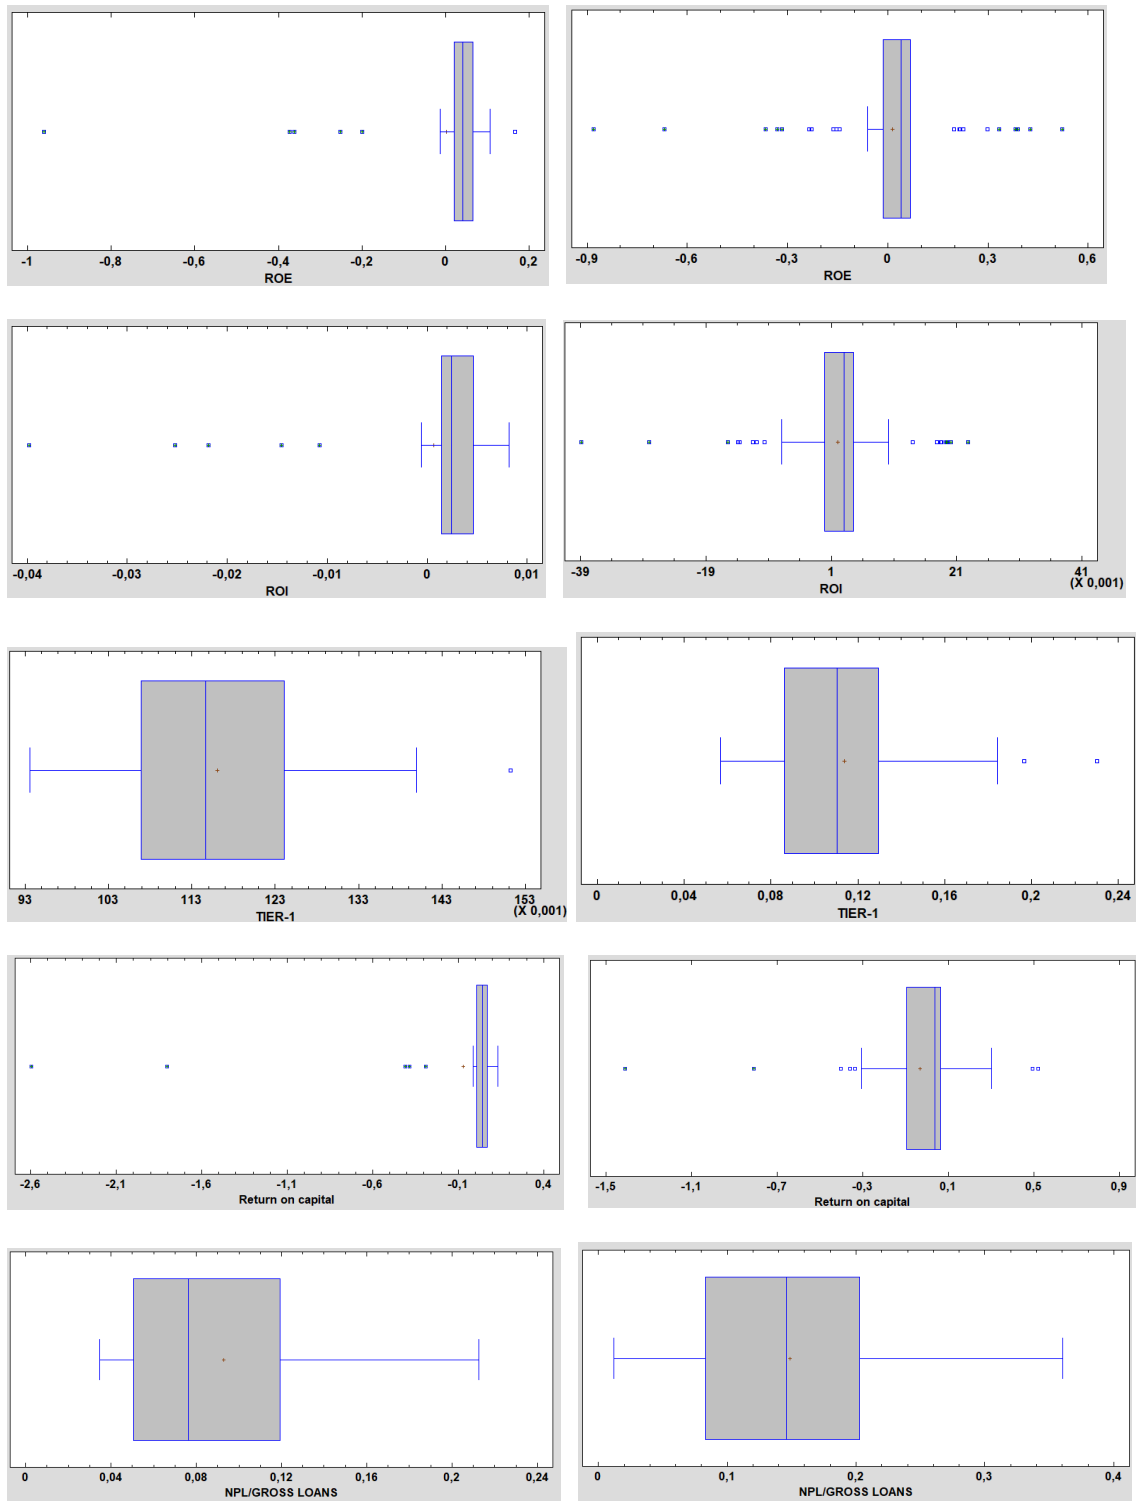 -1 -0,8 -0,6 -0,4 -0,2 0 0,2
ROE
-0,9 -0,6 -0,3 0 0,3 0,6
ROE
-0,04 -0,03 -0,02 -0,01 0 0,01
ROI
-39 -19 1 21 41
(X 0,001)
ROI
93 103 113 123 133 143 153
(X 0,001)
TIER-1
0 0,04 0,08 0,12 0,16 0,2 0,24
TIER-1
-2,6 -2,1 -1,6 -1,1 -0,6 -0,1 0,4
Return on capital
-1,5 -1,1 -0,7 -0,3 0,1 0,5 0,9
Return on capital
0 0,04 0,08 0,12 0,16 0,2 0,24
NPL/GROSS LOANS
0 0,1 0,2 0,3 0,4
NPL/GROSS LOANS